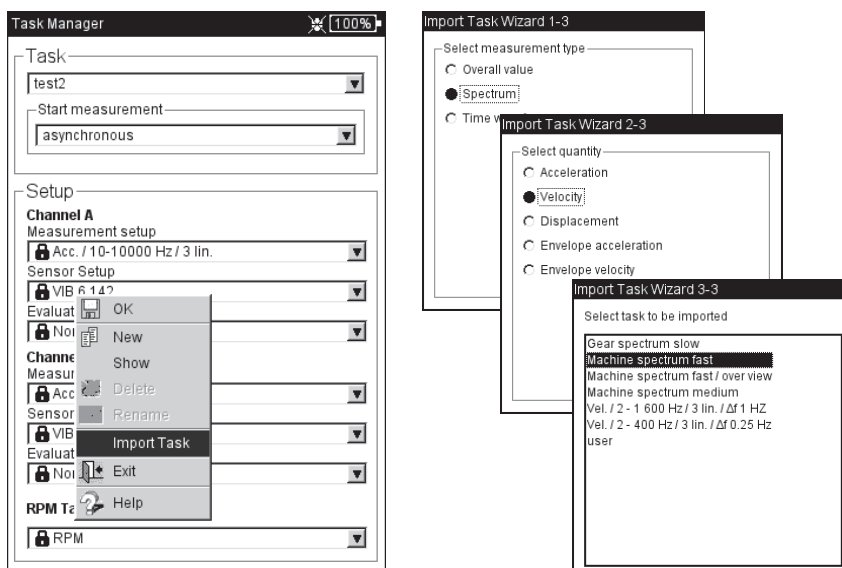 Task Manager
100%
Task
test2
Start measurement
asynchronous
Setup
Channel A
Measurement setup
Acc. / 10-10000 Hz / 3 lin.
Sensor Setup
VIB 6.142
Evaluat
Channe
Measur
Acc
Sensor
VIB
Evaluat
RPM
RPM
OK
New
Show
Delete
Rename
Import Task
Exit
Help
Import Task Wizard 1-3
Select measurement type
Overall value
Spectrum
Time
Import Task Wizard 2-3
Select quantity
Acceleration
Velocity
Displacement
Envelope acceleration
Envelope velocity
Import Task Wizard 3-3
Select task to be imported
Gear spectrum slow
Machine spectrum fast
Machine spectrum fast / over view
Machine spectrum medium
Vel. / 2 - 1 600 Hz / 3 lin. / Δf 1 HZ
Vel. / 2 - 400 Hz / 3 lin. / Δf 0.25 Hz
user